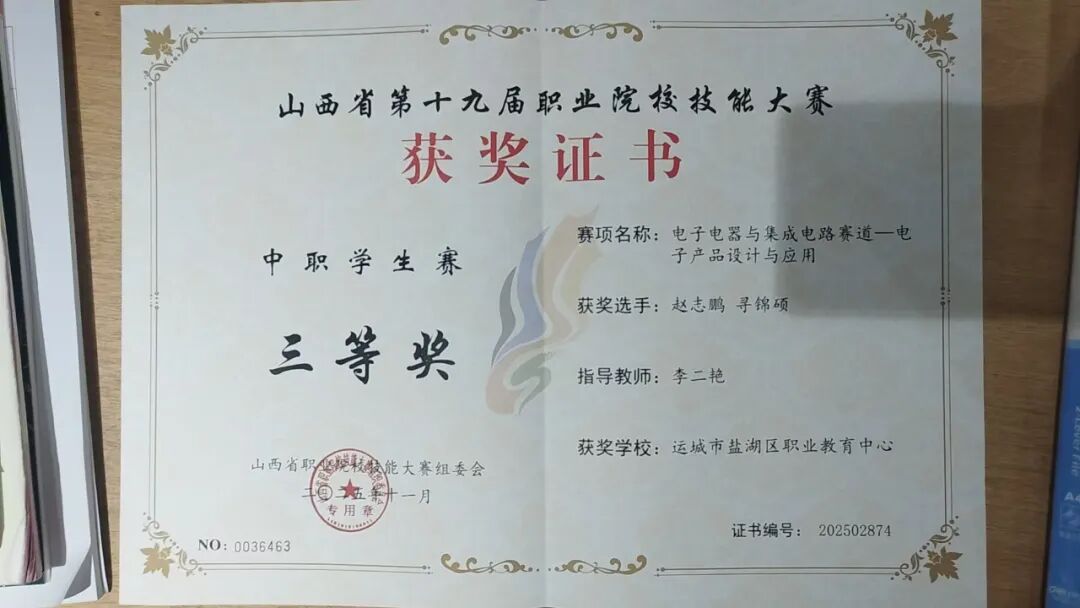 山西省第十九届职业院校技能大赛
获奖证书
中职学生赛
三等奖
赛项名称：电子电器与集成电路赛道—电
子产品设计与应用
获奖选手：赵志鹏 寻锦硕
指导教师：李二艳
获奖学校：运城市盐湖区职业教育中心
山西省职业院校技能大赛组委会
二〇二五年十一月
专用章
NO：0036463
证书编号： 202502874
A4